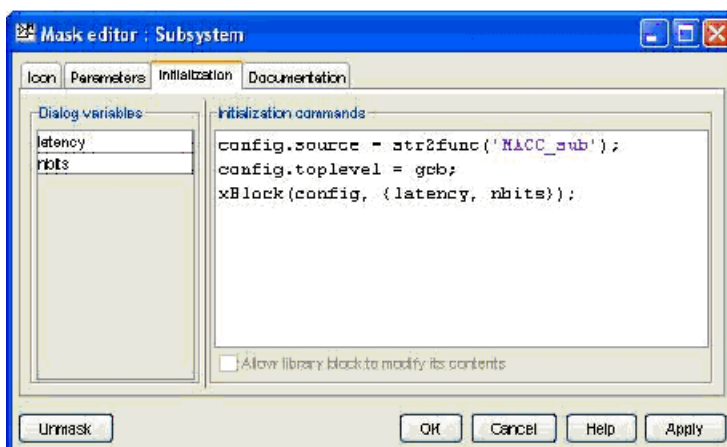 Mask editor : Subsystem
Icon Parameters Initialization Documentation
Dialog variables
latency
nbits
Initialization commands
config.source = str2func('MACC_sub');
config.toplevel = gcb;
xBlock(config, {latency, nbits});
Allow library block to modify its contents
Unmask OK Cancel Help Apply